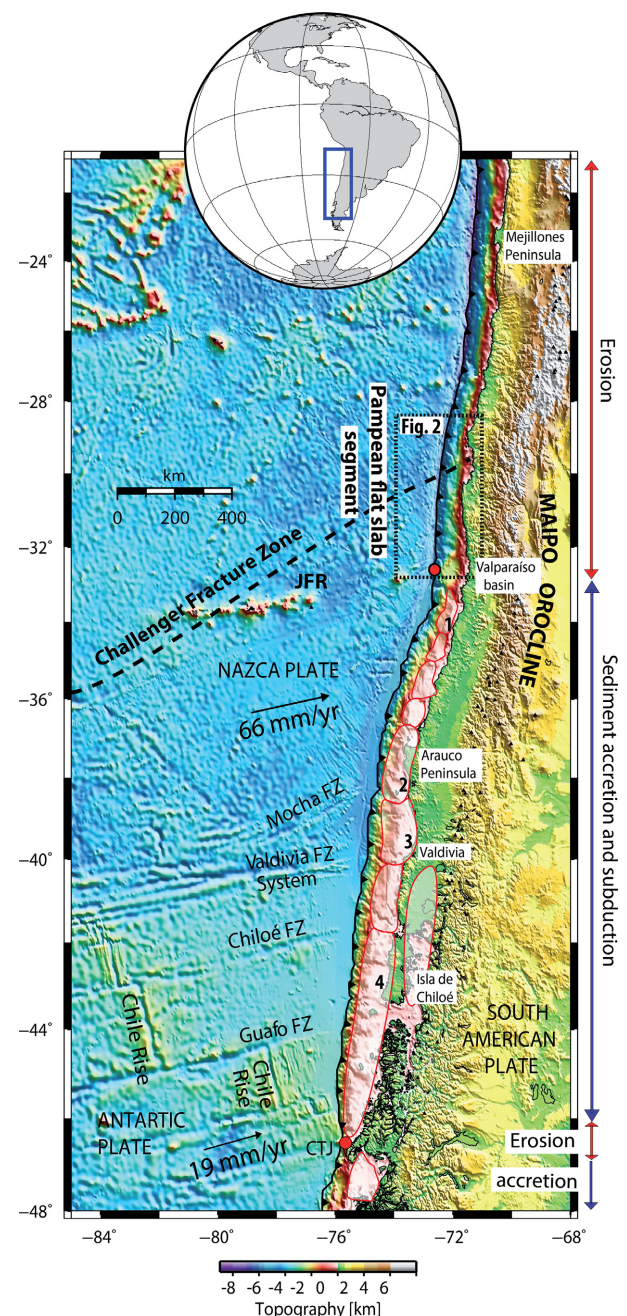 Mejillones
Peninsula
−24°
Erosion
−28°
Fig. 2
Pampean flat slab
segment
km
0 200 400
MAIPO OROCLINE
−32°
Valparaíso
basin
Challenger Fracture Zone
JFR
1
NAZCA PLATE
−36°
66 mm/yr
Sediment accretion and subduction
Arauco
Peninsula
2
Mocha FZ
3
Valdivia
−40°
Valdivia FZ
System
Chiloé FZ
4
Isla de
Chiloé
Chile Rise
SOUTH
AMERICAN
PLATE
−44°
Guafo FZ
Chile
Rise
ANTARTIC
PLATE
19 mm/yr
CTJ
Erosion
accretion
−48°
−84° −80° −76° −72° −68°
-8 -6 -4 -2 0 2 4 6
Topography [km]